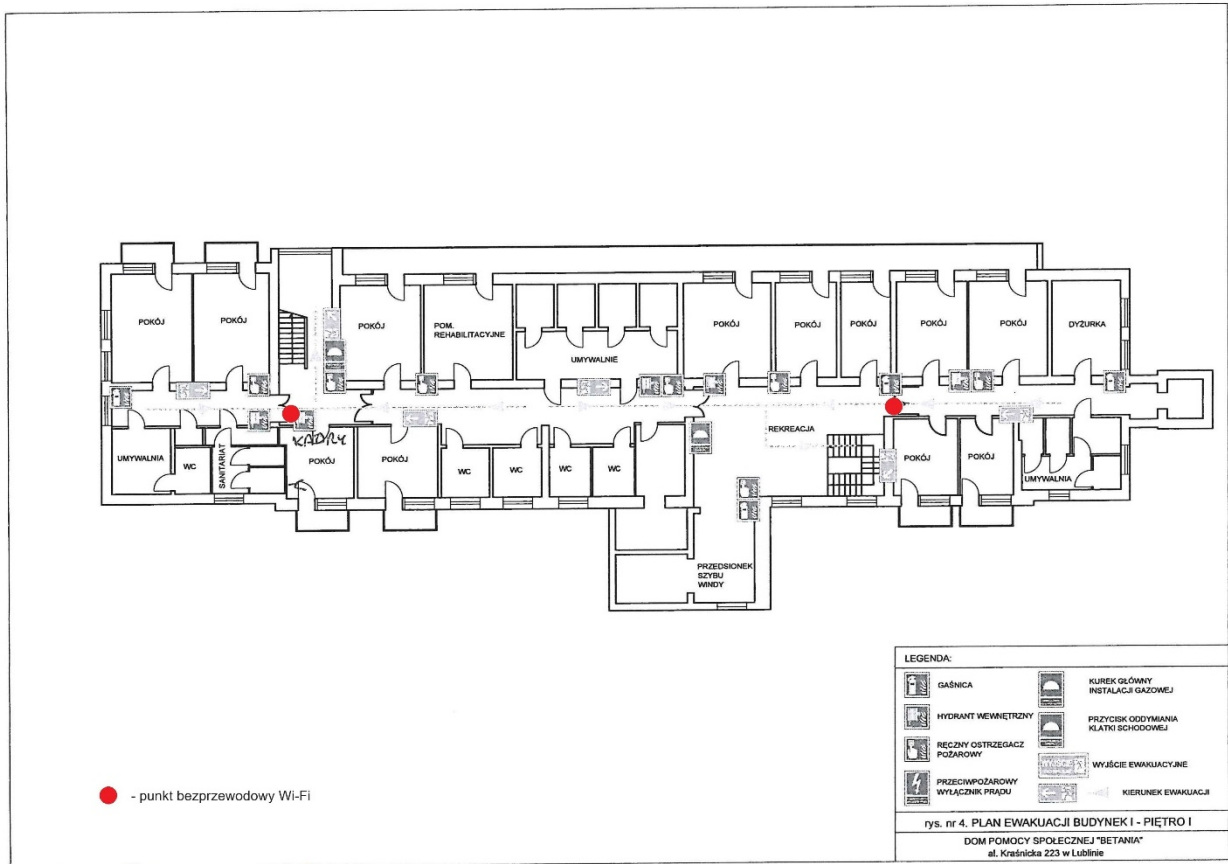 POKÓJ
POKÓJ
POKÓJ
POM.
REHABILITACYJNE
UMYWALNIE
POKÓJ
POKÓJ
POKÓJ
POKÓJ
POKÓJ
DYŻURKA
UMYWALNIA
WC
SANITARIAT
KADRY
POKÓJ
POKÓJ
WC
WC
WC
WC
REKREACJA
POKÓJ
POKÓJ
UMYWALNIA
PRZEDSIONEK
SZYBU
WINDY
LEGENDA:
GAŚNICA
HYDRANT WEWNĘTRZNY
RĘCZNY OSTRZEGACZ
POŻAROWY
PRZECIWPOŻAROWY
WYŁĄCZNIK PRĄDU
KUREK GŁÓWNY
INSTALACJI GAZOWEJ
PRZYCISK ODDYMIANIA
KLATKI SCHODOWEJ
WYJŚCIE EWAKUACYJNE
KIERUNEK EWAKUACJI
- punkt bezprzewodowy Wi-Fi
rys. nr 4. PLAN EWAKUACJI BUDYNEK I - PIĘTRO I
DOM POMOCY SPOŁECZNEJ "BETANIA"
al. Kraśnicka 223 w Lublinie